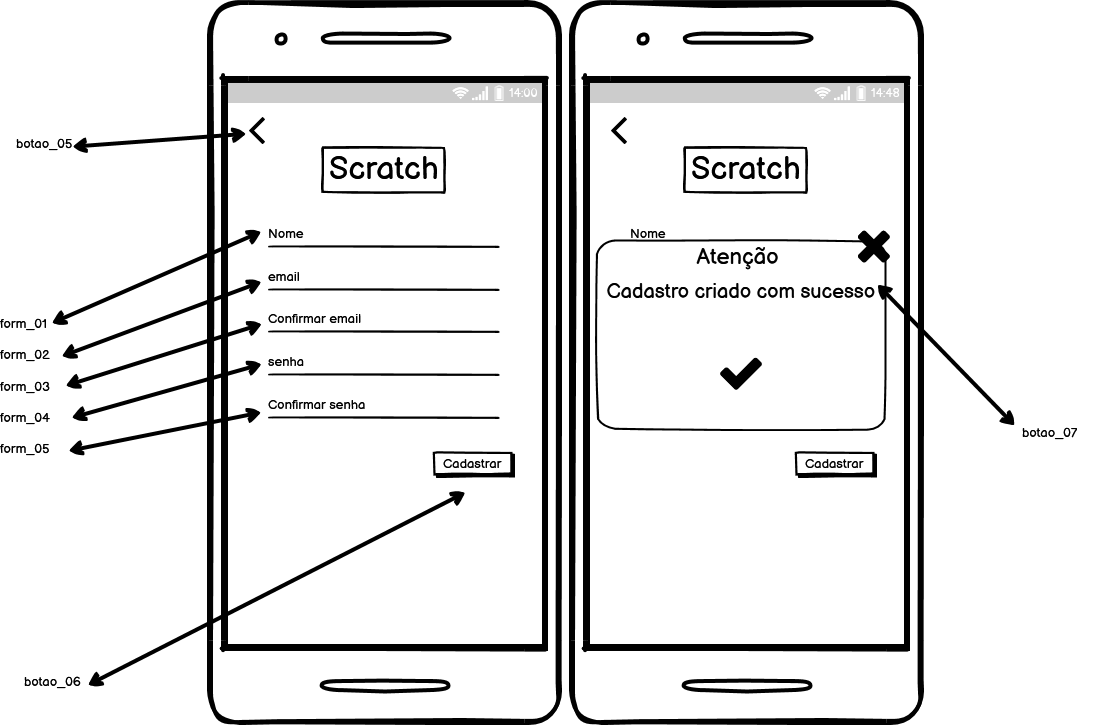 14:00
botao_05
Scratch
Nome
email
Confirmar email
senha
Confirmar senha
form_01
form_02
form_03
form_04
form_05
Cadastrar
botao_06
14:48
Scratch
Nome
Atenção
Cadastro criado com sucesso
botao_07
Cadastrar